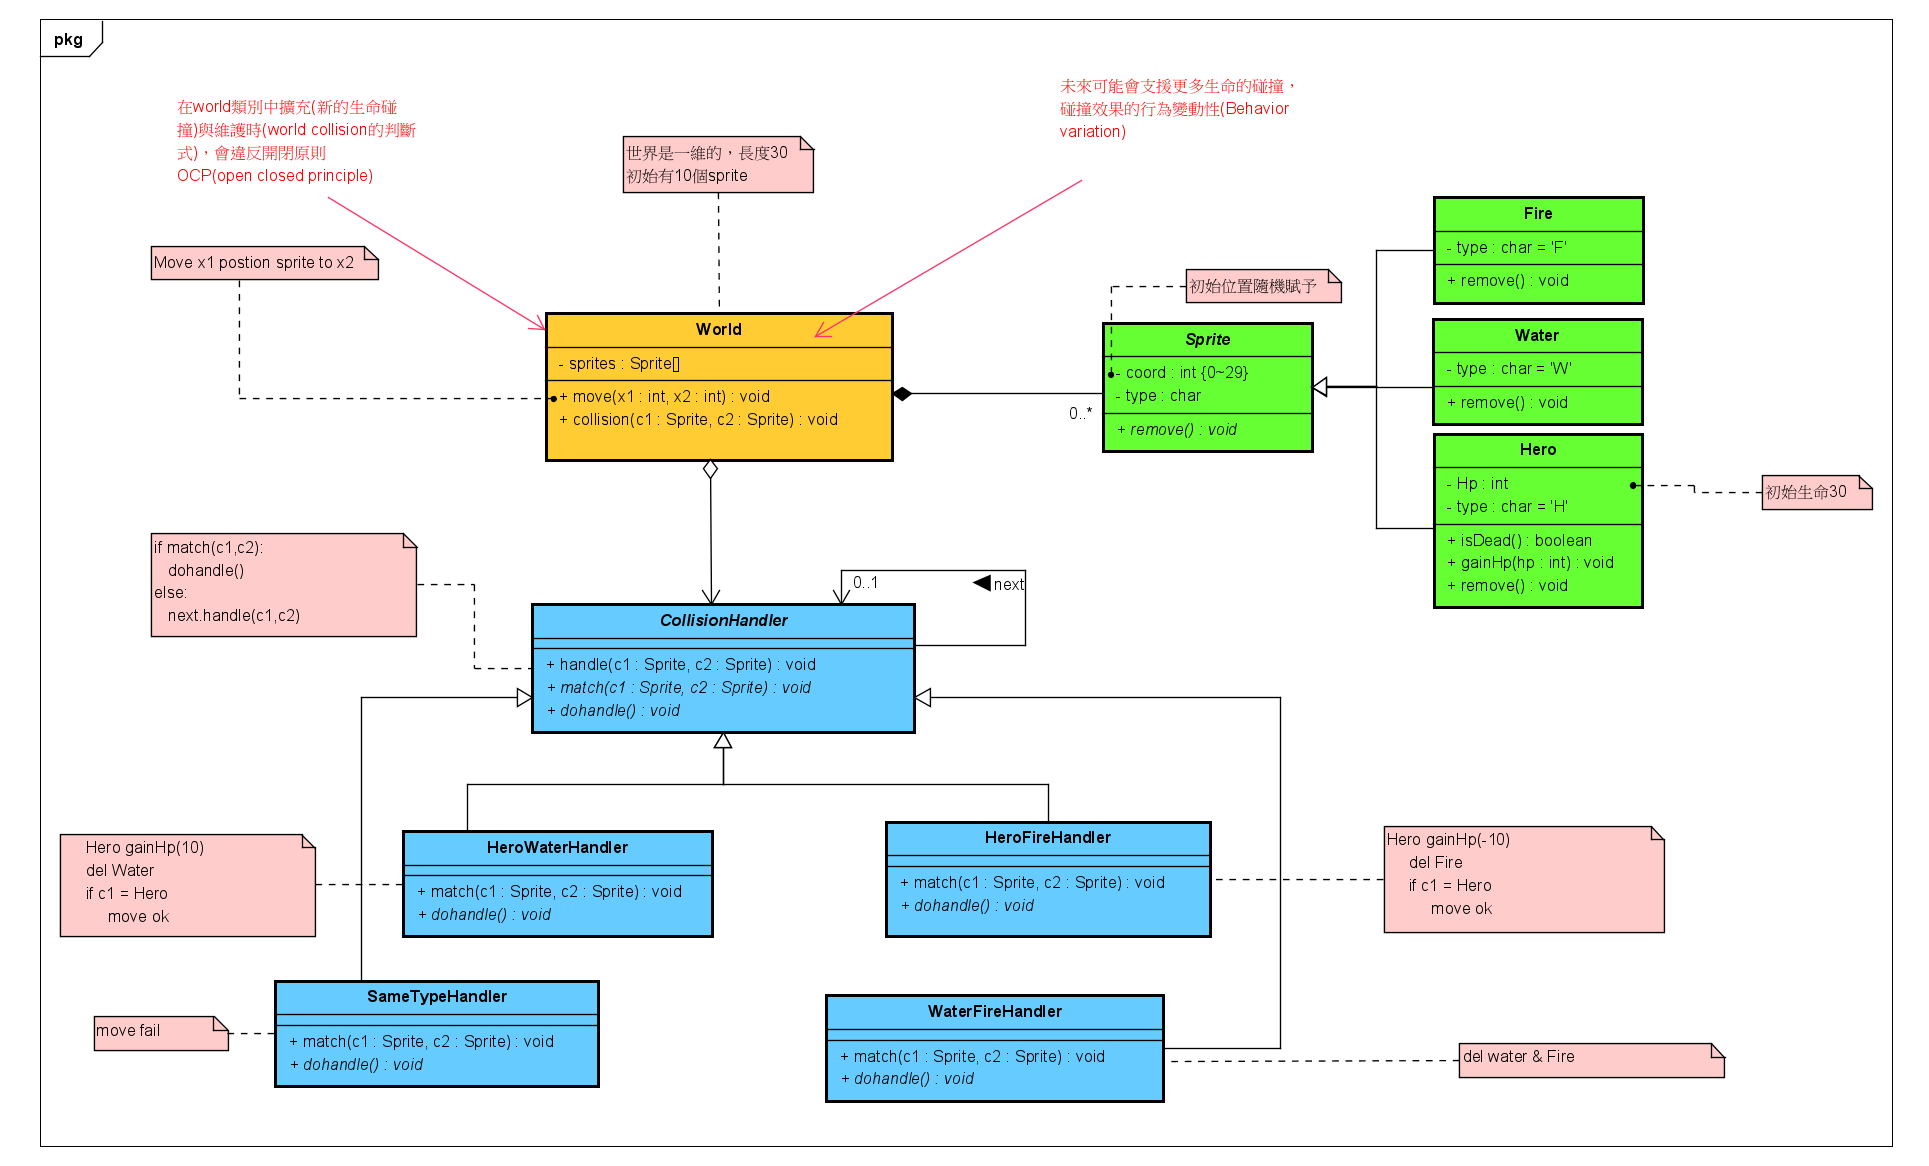 pkg
在world類別中擴充(新的生命碰
撞)與維護時(world collision的判斷
式)，會違反開閉原則
OCP(open closed principle)
未來可能會支援更多生命的碰撞，
碰撞效果的行為變動性(Behavior
variation)
世界是一維的，長度30
初始有10個sprite
Move x1 postion sprite to x2
初始位置隨機賦予
World
- sprites : Sprite[]
+ move(x1 : int, x2 : int) : void
+ collision(c1 : Sprite, c2 : Sprite) : void
0..*
Sprite
- coord : int {0~29}
- type : char
+ remove() : void
Fire
- type : char = 'F'
+ remove() : void
Water
- type : char = 'W'
+ remove() : void
Hero
- Hp : int
- type : char = 'H'
+ isDead() : boolean
+ gainHp(hp : int) : void
+ remove() : void
初始生命30
if match(c1,c2):
dohandle()
else:
next.handle(c1,c2)
0..1
next
CollisionHandler
+ handle(c1 : Sprite, c2 : Sprite) : void
+ match(c1 : Sprite, c2 : Sprite) : void
+ dohandle() : void
Hero gainHp(10)
del Water
if c1 = Hero
move ok
HeroWaterHandler
+ match(c1 : Sprite, c2 : Sprite) : void
+ dohandle() : void
HeroFireHandler
+ match(c1 : Sprite, c2 : Sprite) : void
+ dohandle() : void
Hero gainHp(-10)
del Fire
if c1 = Hero
move ok
move fail
SameTypeHandler
+ match(c1 : Sprite, c2 : Sprite) : void
+ dohandle() : void
WaterFireHandler
+ match(c1 : Sprite, c2 : Sprite) : void
+ dohandle() : void
del water & Fire